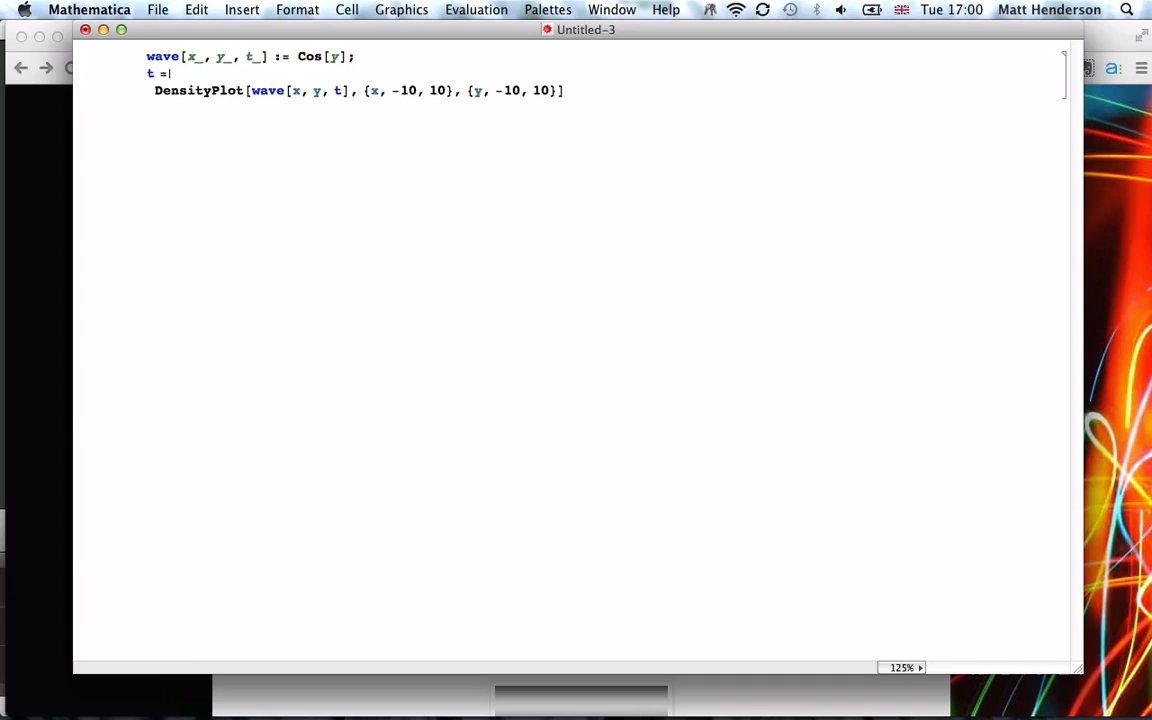 Mathematica File Edit Insert Format Cell Graphics Evaluation Palettes Window Help Tue 17:00 Matt Henderson
Untitled-3
wave[x_, y_, t_] := Cos[y];
t =
DensityPlot[wave[x, y, t], {x, -10, 10}, {y, -10, 10}]
a:
125%